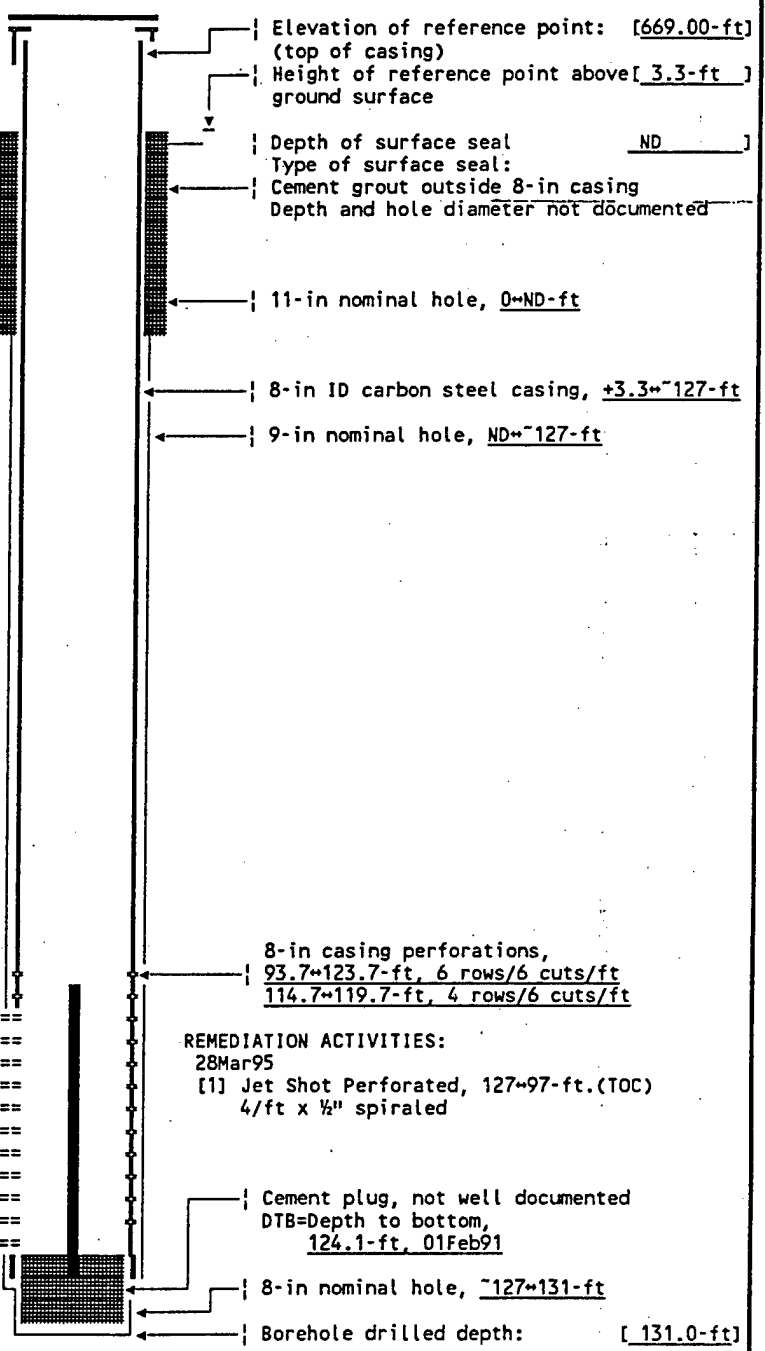 Elevation of reference point: [669.00-ft]
(top of casing)
Height of reference point above[ 3.3-ft ]
ground surface
Depth of surface seal ND ]
Type of surface seal:
Cement grout outside 8-in casing
Depth and hole diameter not documented
11-in nominal hole, 0↔ND-ft
8-in ID carbon steel casing, +3.3↔~127-ft
9-in nominal hole, ND↔~127-ft
8-in casing perforations,
93.7↔123.7-ft, 6 rows/6 cuts/ft
114.7↔119.7-ft, 4 rows/6 cuts/ft
REMEDIATION ACTIVITIES:
28Mar95
[1] Jet Shot Perforated, 127↔97-ft.(TOC)
4/ft x ½" spiraled
Cement plug, not well documented
DTB=Depth to bottom,
124.1-ft, 01Feb91
8-in nominal hole, ~127↔131-ft
Borehole drilled depth: [ 131.0-ft]